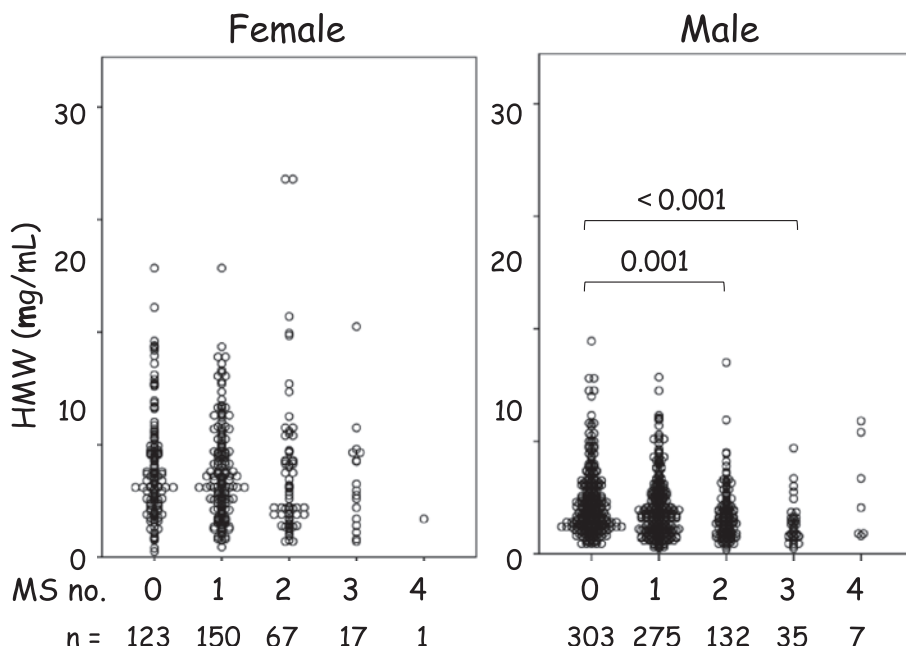 Female Male
30 30
< 0.001
20 20
0.001
HMW (mg/mL)
10 10
0 0
MS no. 0 1 2 3 4 0 1 2 3 4
n = 123 150 67 17 1 303 275 132 35 7